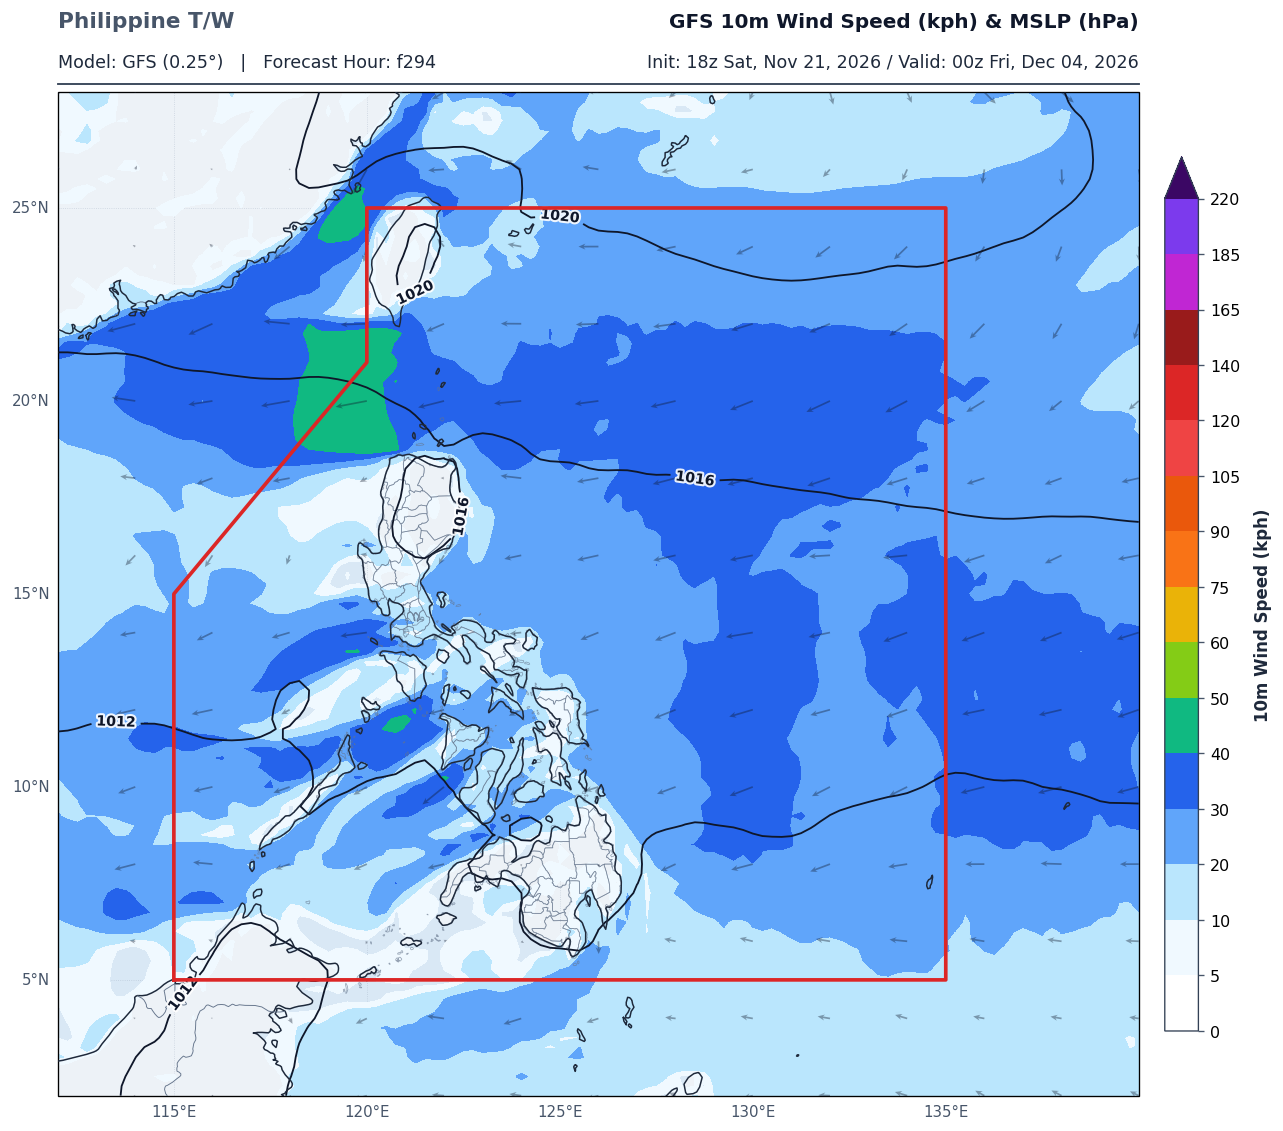 Philippine T/W
GFS 10m Wind Speed (kph) & MSLP (hPa)
Model: GFS (0.25°) | Forecast Hour: f294
Init: 18z Sat, Nov 21, 2026 / Valid: 00z Fri, Dec 04, 2026
25°N
20°N
15°N
10°N
5°N
115°E
120°E
125°E
130°E
135°E
1020
1020
1016
1016
1012
1012
220
185
165
140
120
105
90
75
60
50
40
30
20
10
5
0
10m Wind Speed (kph)